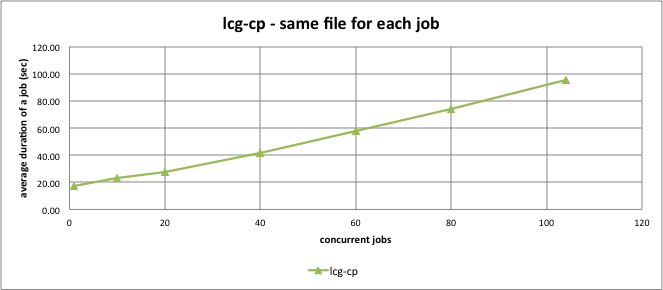 lcg-cp - same file for each job
average duration of a job (sec)
120.00
100.00
80.00
60.00
40.00
20.00
0.00
0 20 40 60 80 100 120
concurrent jobs
lcg-cp